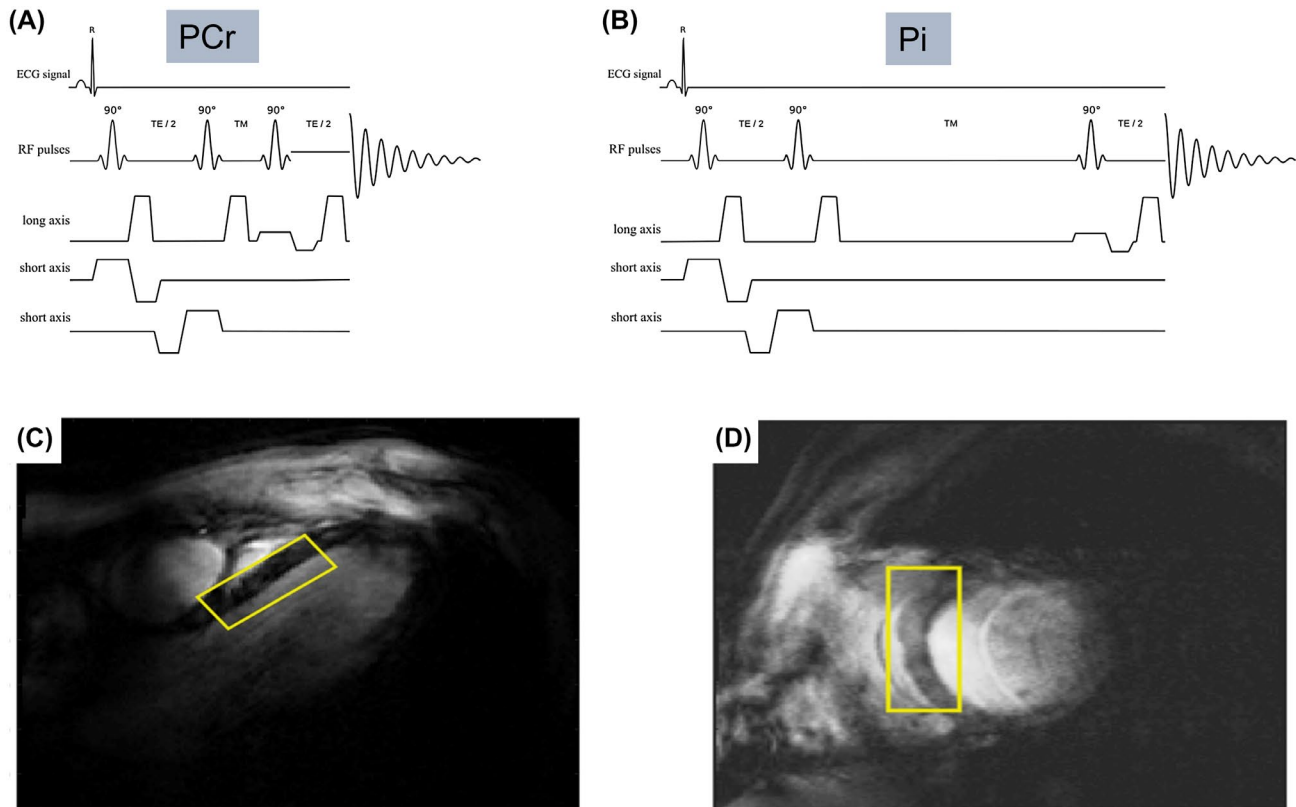 (A)
PCr
R
ECG signal
90° 90° 90°
TE / 2 TM TE / 2
RF pulses
long axis
short axis
short axis
(B)
Pi
R
ECG signal
90° 90° 90°
TE / 2 TM TE / 2
RF pulses
long axis
short axis
short axis
(C)
(D)